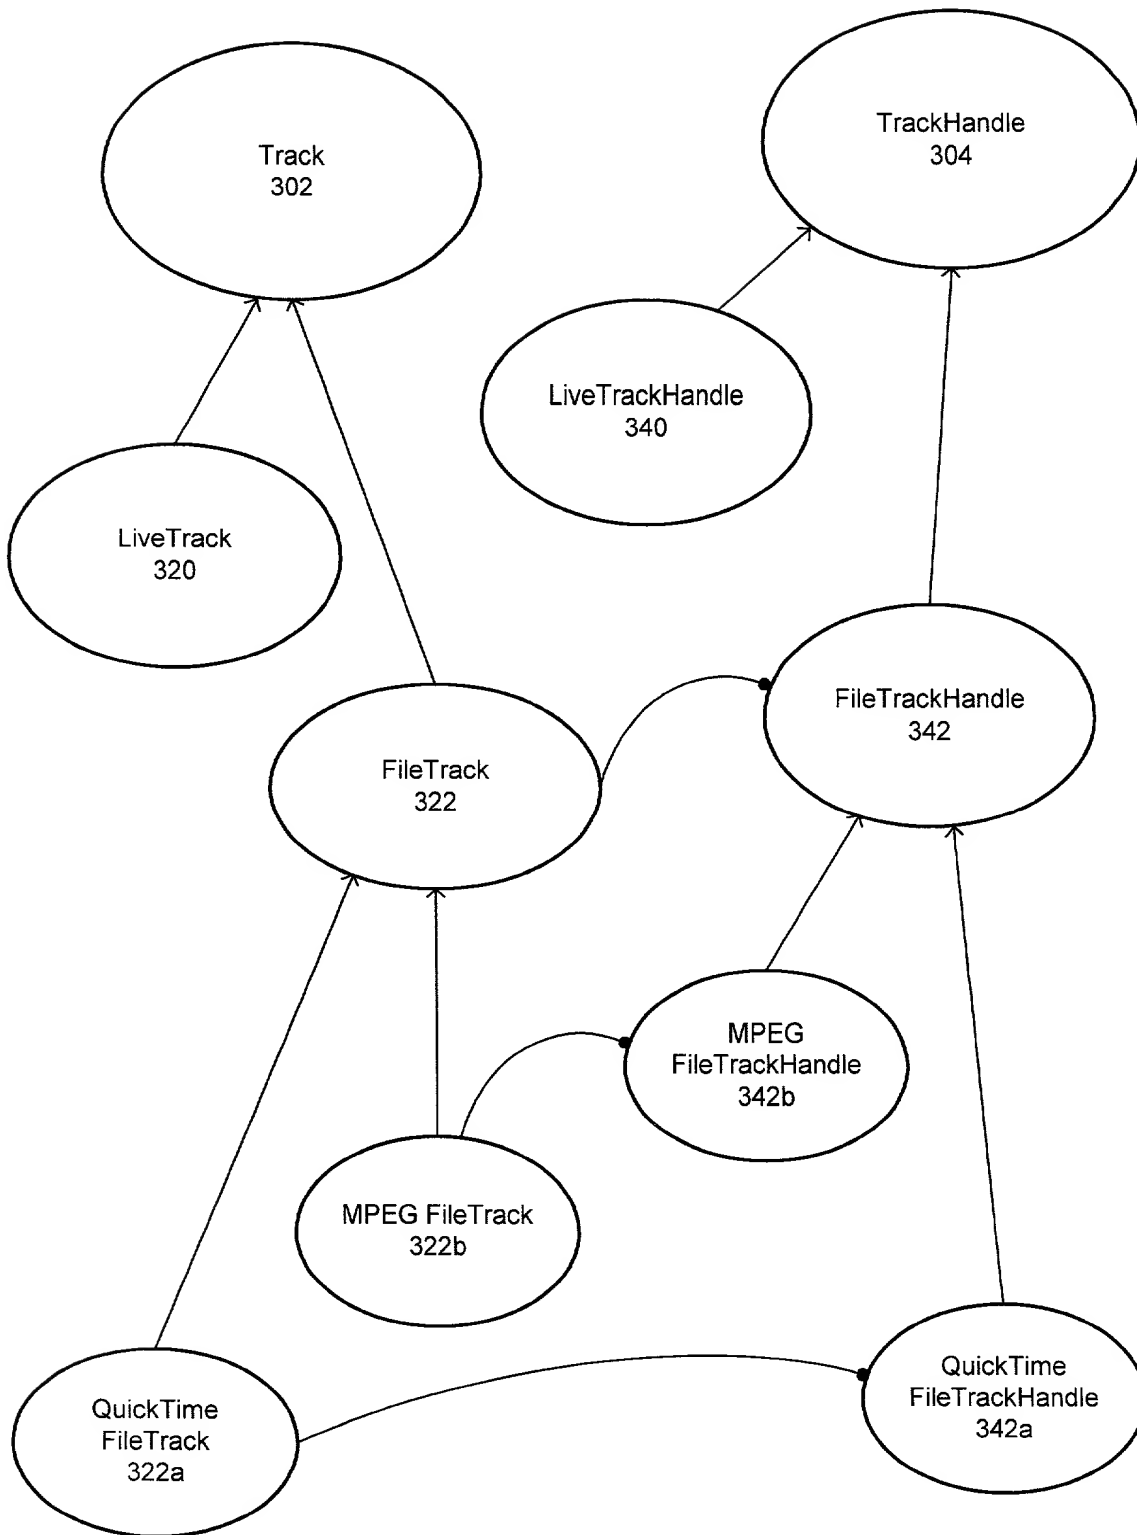 TrackHandle
304
Track
302
LiveTrackHandle
340
LiveTrack
320
FileTrackHandle
342
FileTrack
322
MPEG
FileTrackHandle
342b
MPEG FileTrack
322b
QuickTime
FileTrackHandle
342a
QuickTime
FileTrack
322a